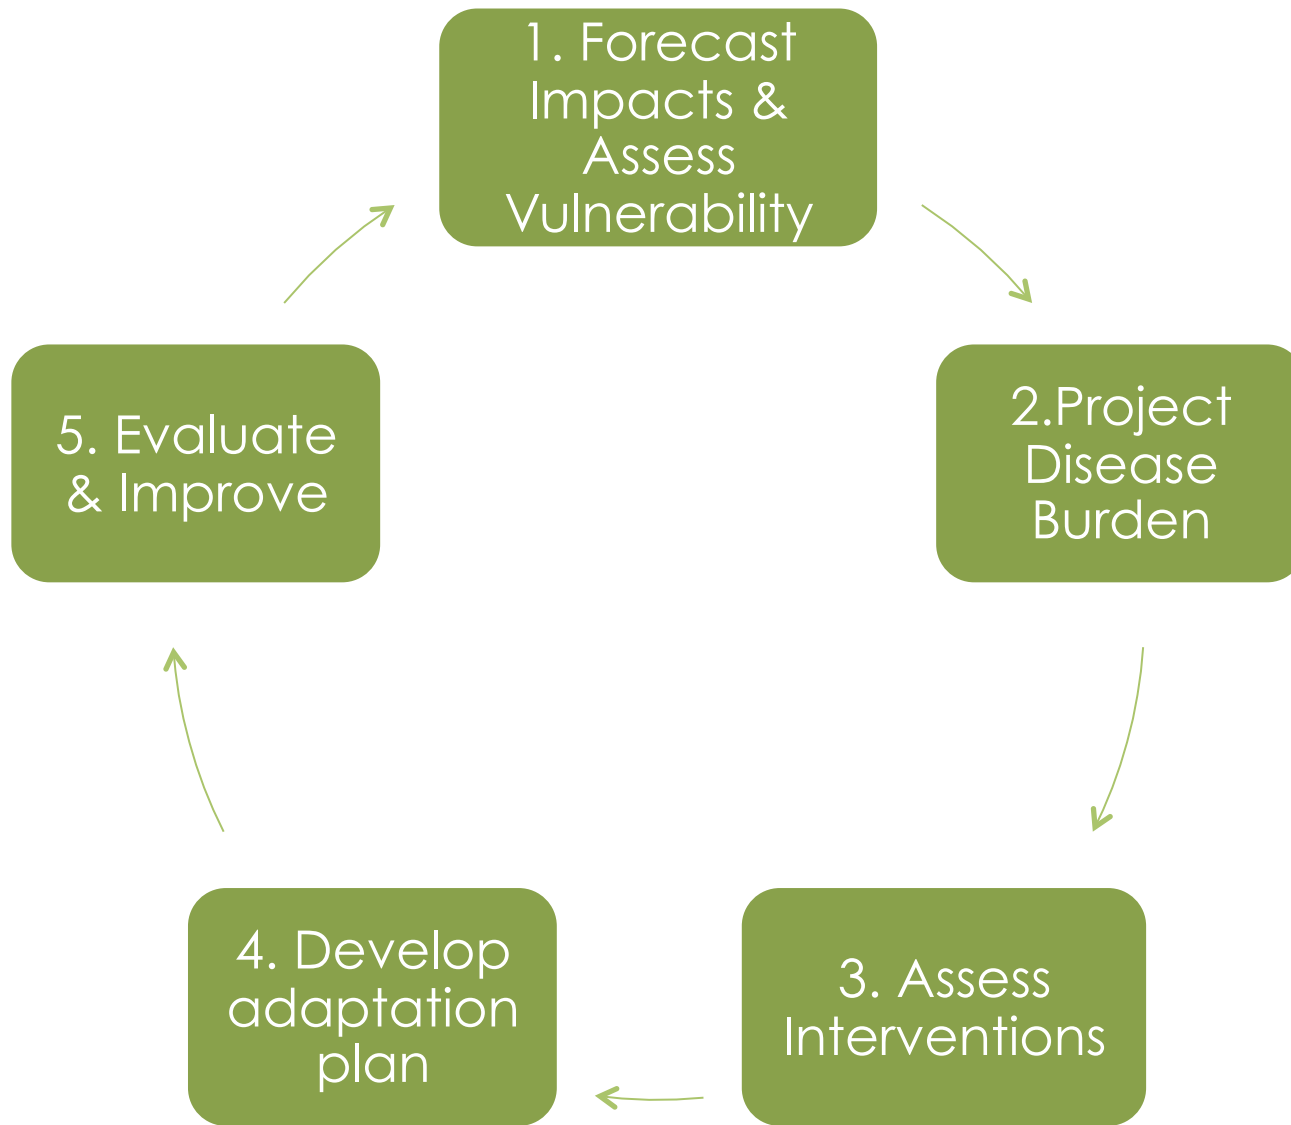 1. Forecast
Impacts &
Assess
Vulnerability
2.Project
Disease
Burden
3. Assess
Interventions
4. Develop
adaptation
plan
5. Evaluate
& Improve